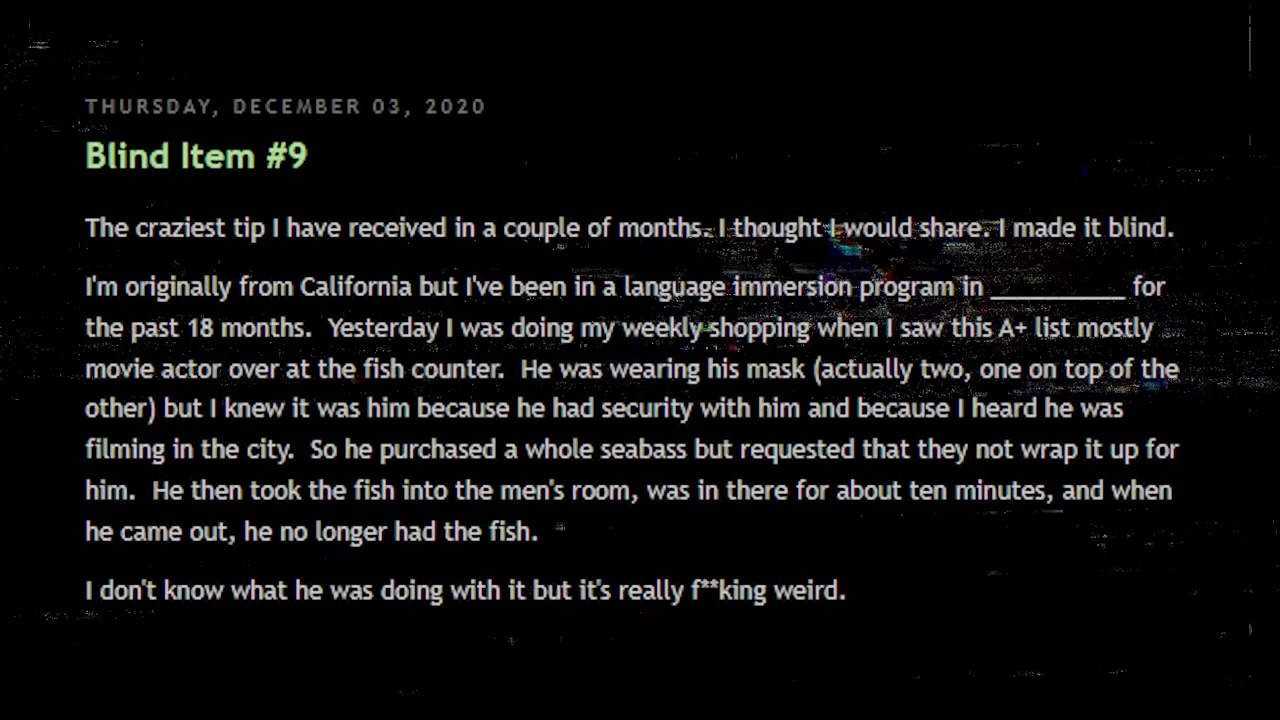 THURSDAY, DECEMBER 03, 2020
Blind Item #9
The craziest tip I have received in a couple of months. I thought I would share. I made it blind.
I'm originally from California but I've been in a language immersion program in __________ for
the past 18 months.  Yesterday I was doing my weekly shopping when I saw this A+ list mostly
movie actor over at the fish counter.  He was wearing his mask (actually two, one on top of the
other) but I knew it was him because he had security with him and because I heard he was
filming in the city.  So he purchased a whole seabass but requested that they not wrap it up for
him.  He then took the fish into the men's room, was in there for about ten minutes, and when
he came out, he no longer had the fish.
I don't know what he was doing with it but it's really f**king weird.